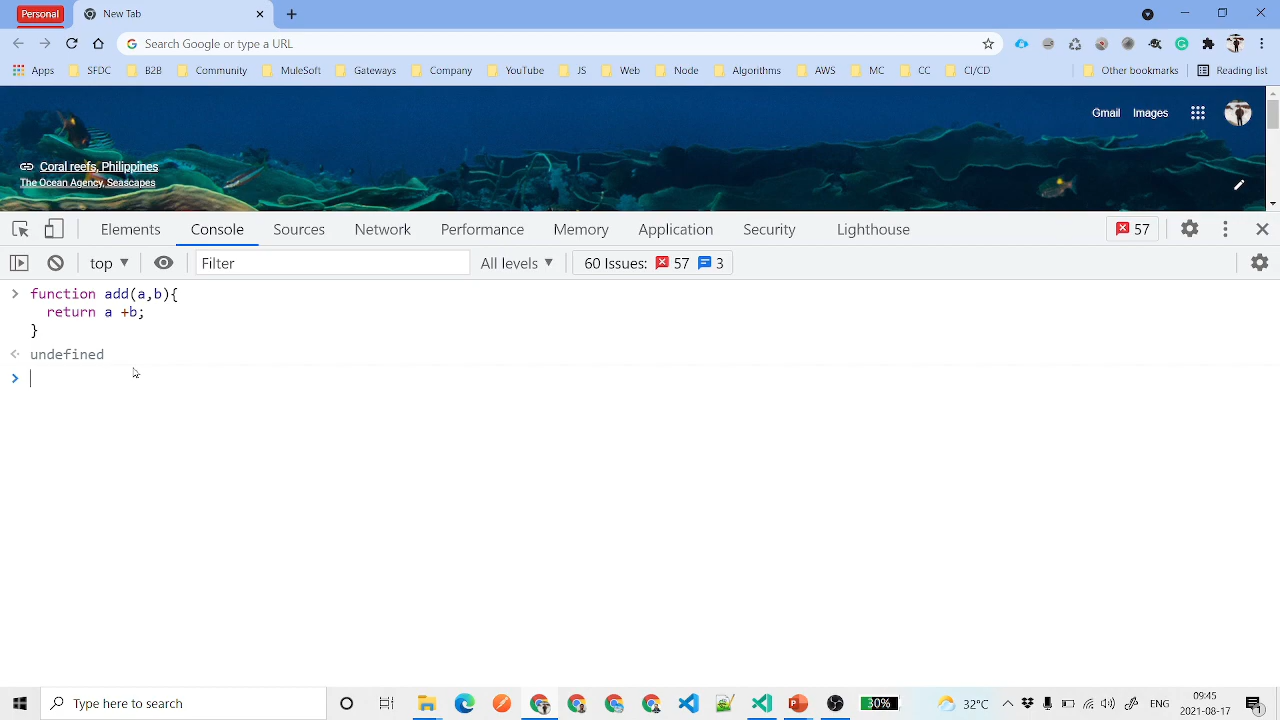 Personal
New Tab
Search Google or type a URL
Apps SFDC B2B Community MuleSoft Gateways Company YouTube JS Web Node Algorithms AWS MC CC CI/CD Other bookmarks Reading list
Gmail Images
Coral reefs, Philippines
The Ocean Agency, Seascapes
Elements Console Sources Network Performance Memory Application Security Lighthouse 57
top Filter All levels 60 Issues: 57 3
function add(a,b){
return a +b;
}
undefined
Type here to search
30%
32°C
ENG
09:45
2021-08-17